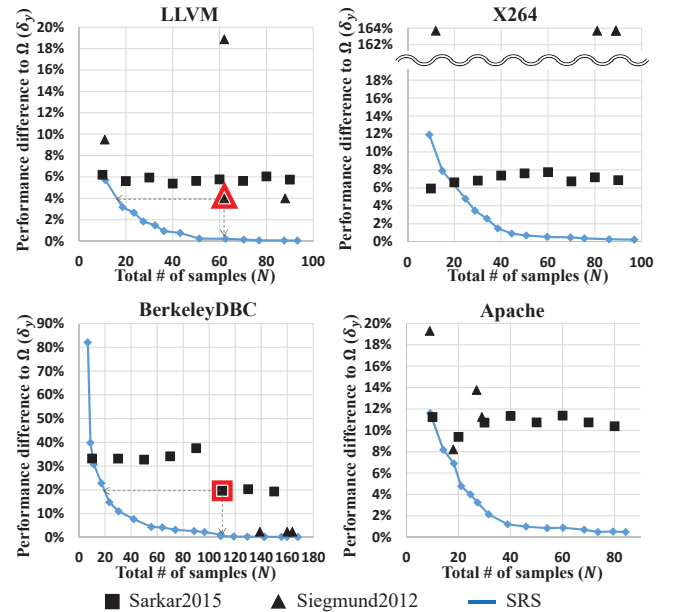 LLVM
Performance difference to Ω (δy)
20%
18%
16%
14%
12%
10%
8%
6%
4%
2%
0%
0 20 40 60 80 100
Total # of samples (N)
X264
Performance difference to Ω (δy)
164%
162%
18%
16%
14%
12%
10%
8%
6%
4%
2%
0%
0 20 40 60 80 100
Total # of samples (N)
BerkeleyDBC
Performance difference to Ω (δy)
90%
80%
70%
60%
50%
40%
30%
20%
10%
0%
0 20 40 60 80 100 120 140 160 180
Total # of samples (N)
Apache
Performance difference to Ω (δy)
20%
18%
16%
14%
12%
10%
8%
6%
4%
2%
0%
0 20 40 60 80
Total # of samples (N)
Sarkar2015 Siegmund2012 SRS